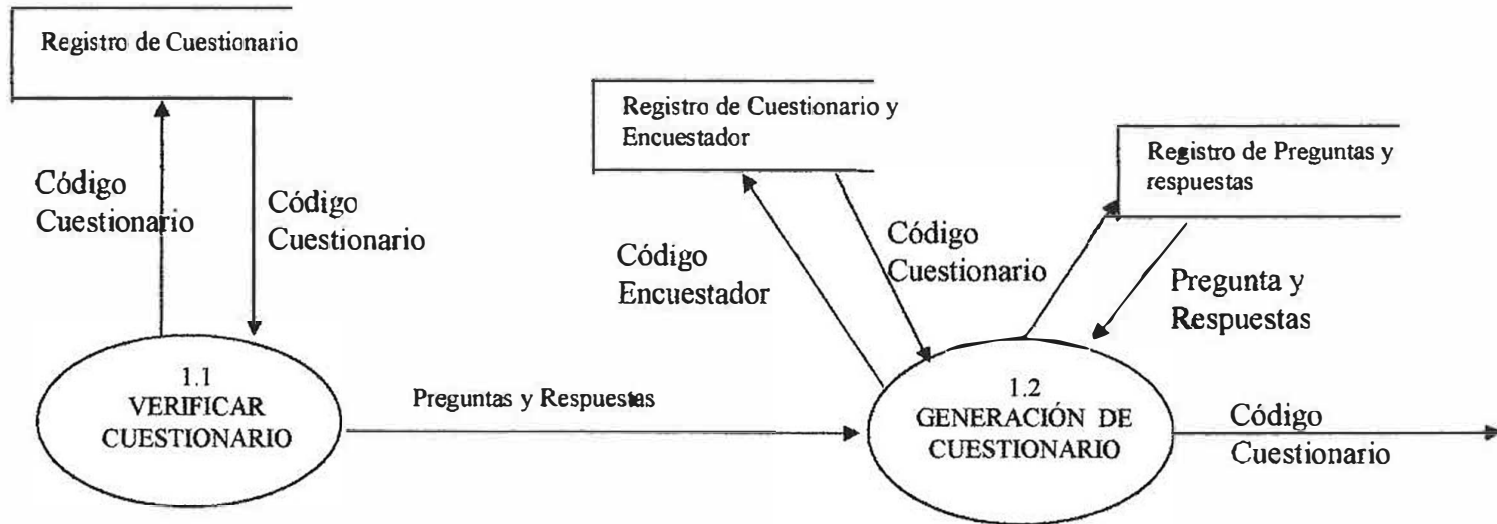 Registro de Cuestionario
Código
Cuestionario
Código
Cuestionario
1.1
VERIFICAR
CUESTIONARIO
Preguntas y Respuestas
Registro de Cuestionario y
Encuestador
Código
Encuestador
Código
Cuestionario
Registro de Preguntas y
respuestas
Pregunta y
Respuestas
1.2
GENERACIÓN DE
CUESTIONARIO
Código
Cuestionario